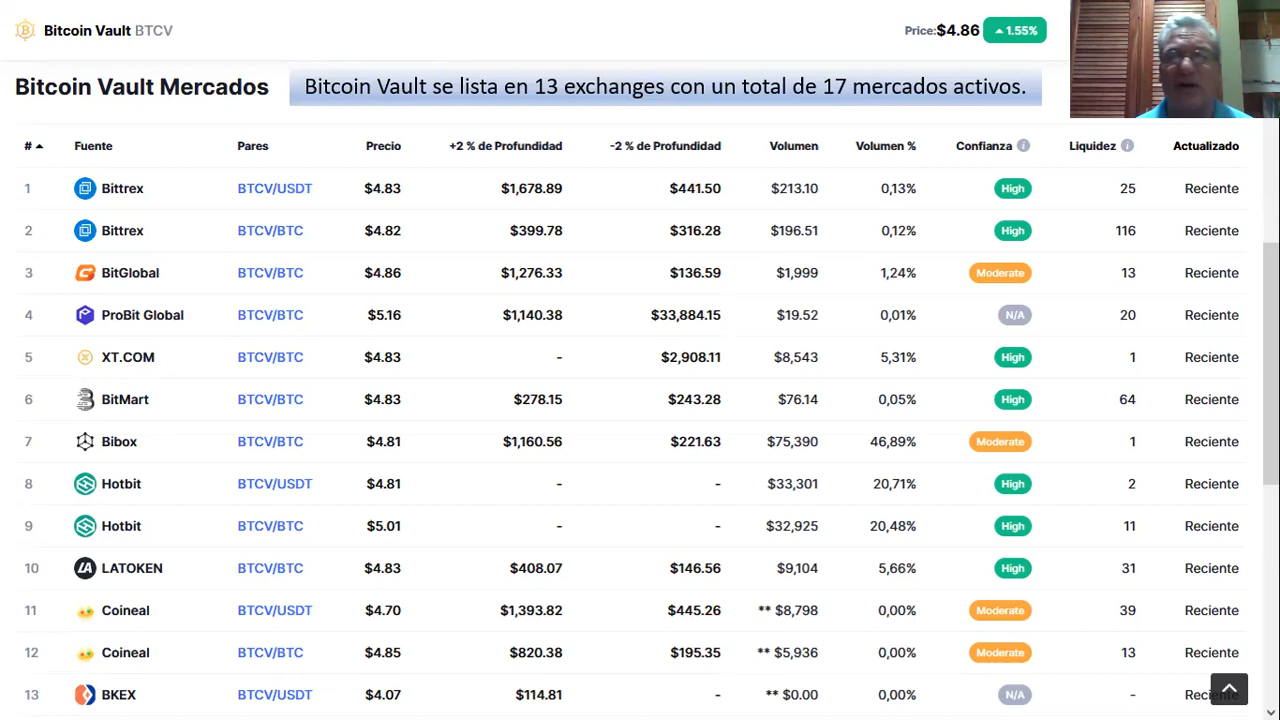 Bitcoin Vault BTCV Price:$4.86 1.55%
Bitcoin Vault Mercados Bitcoin Vault se lista en 13 exchanges con un total de 17 mercados activos.
# Fuente Pares Precio +2 % de Profundidad -2 % de Profundidad Volumen Volumen % Confianza Liquidez Actualizado
1 Bittrex BTCV/USDT $4.83 $1,678.89 $441.50 $213.10 0,13% High 25 Reciente
2 Bittrex BTCV/BTC $4.82 $399.78 $316.28 $196.51 0,12% High 116 Reciente
3 BitGlobal BTCV/BTC $4.86 $1,276.33 $136.59 $1,999 1,24% Moderate 13 Reciente
4 ProBit Global BTCV/BTC $5.16 $1,140.38 $33,884.15 $19.52 0,01% N/A 20 Reciente
5 XT.COM BTCV/BTC $4.83 - $2,908.11 $8,543 5,31% High 1 Reciente
6 BitMart BTCV/BTC $4.83 $278.15 $243.28 $76.14 0,05% High 64 Reciente
7 Bibox BTCV/BTC $4.81 $1,160.56 $221.63 $75,390 46,89% Moderate 1 Reciente
8 Hotbit BTCV/USDT $4.81 - - $33,301 20,71% High 2 Reciente
9 Hotbit BTCV/BTC $5.01 - - $32,925 20,48% High 11 Reciente
10 LATOKEN BTCV/BTC $4.83 $408.07 $146.56 $9,104 5,66% High 31 Reciente
11 Coineal BTCV/USDT $4.70 $1,393.82 $445.26 ** $8,798 0,00% Moderate 39 Reciente
12 Coineal BTCV/BTC $4.85 $820.38 $195.35 ** $5,936 0,00% Moderate 13 Reciente
13 BKEX BTCV/USDT $4.07 $114.81 - ** $0.00 0,00% N/A -